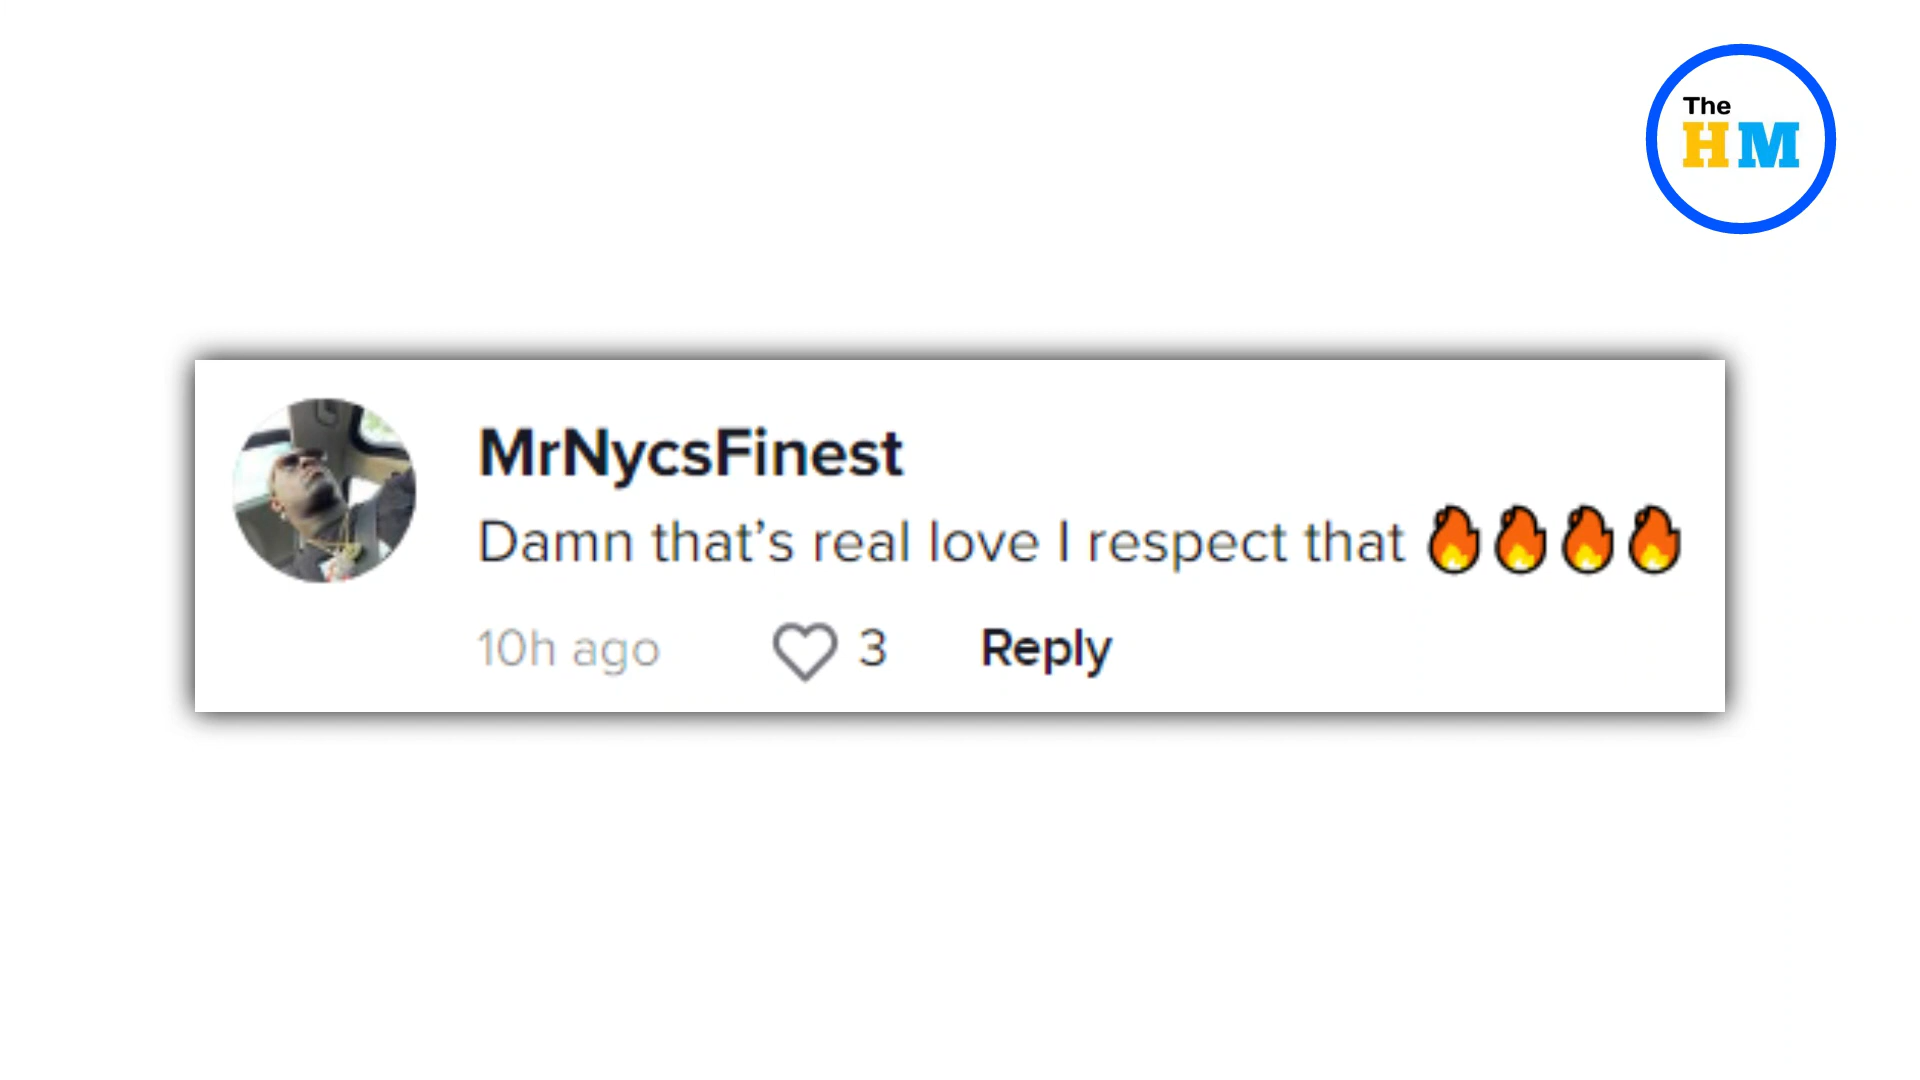 The
HM
MrNycsFinest
Damn that’s real love I respect that 🔥🔥🔥🔥
10h ago 3 Reply